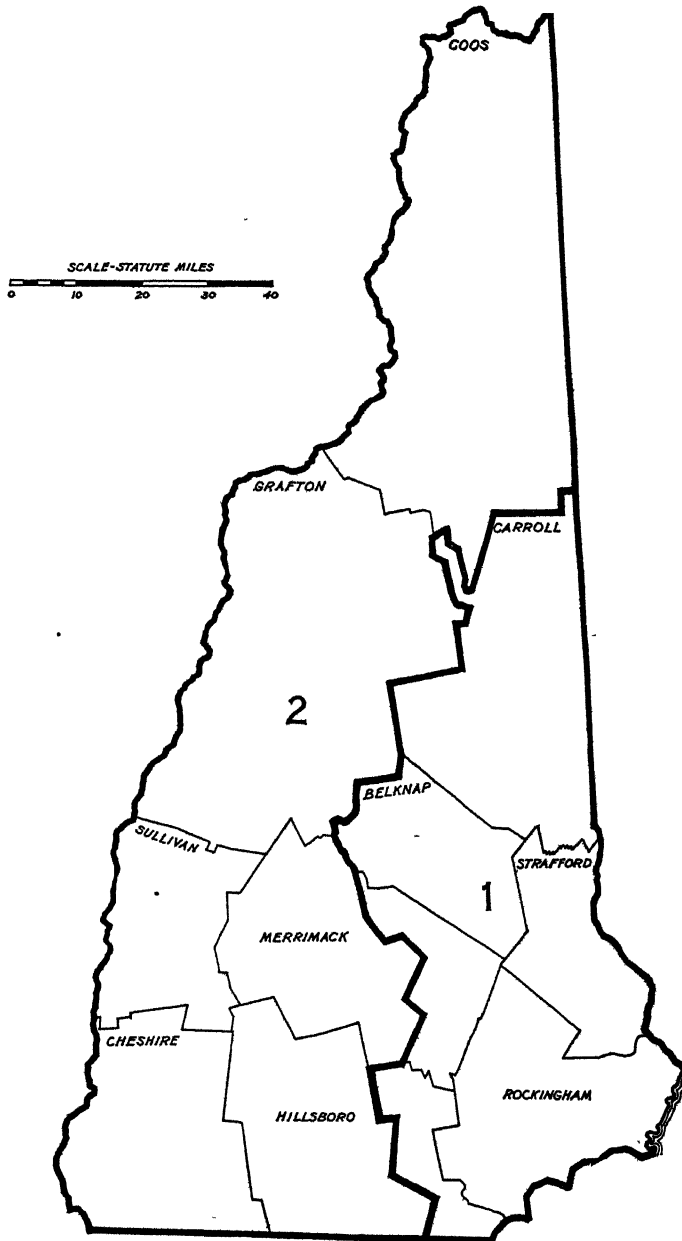 COOS
SCALE-STATUTE MILES
0 10 20 30 40
GRAFTON
CARROLL
2
BELKNAP
SULLIVAN
STRAFFORD
1
MERRIMACK
CHESHIRE
ROCKINGHAM
HILLSBORO